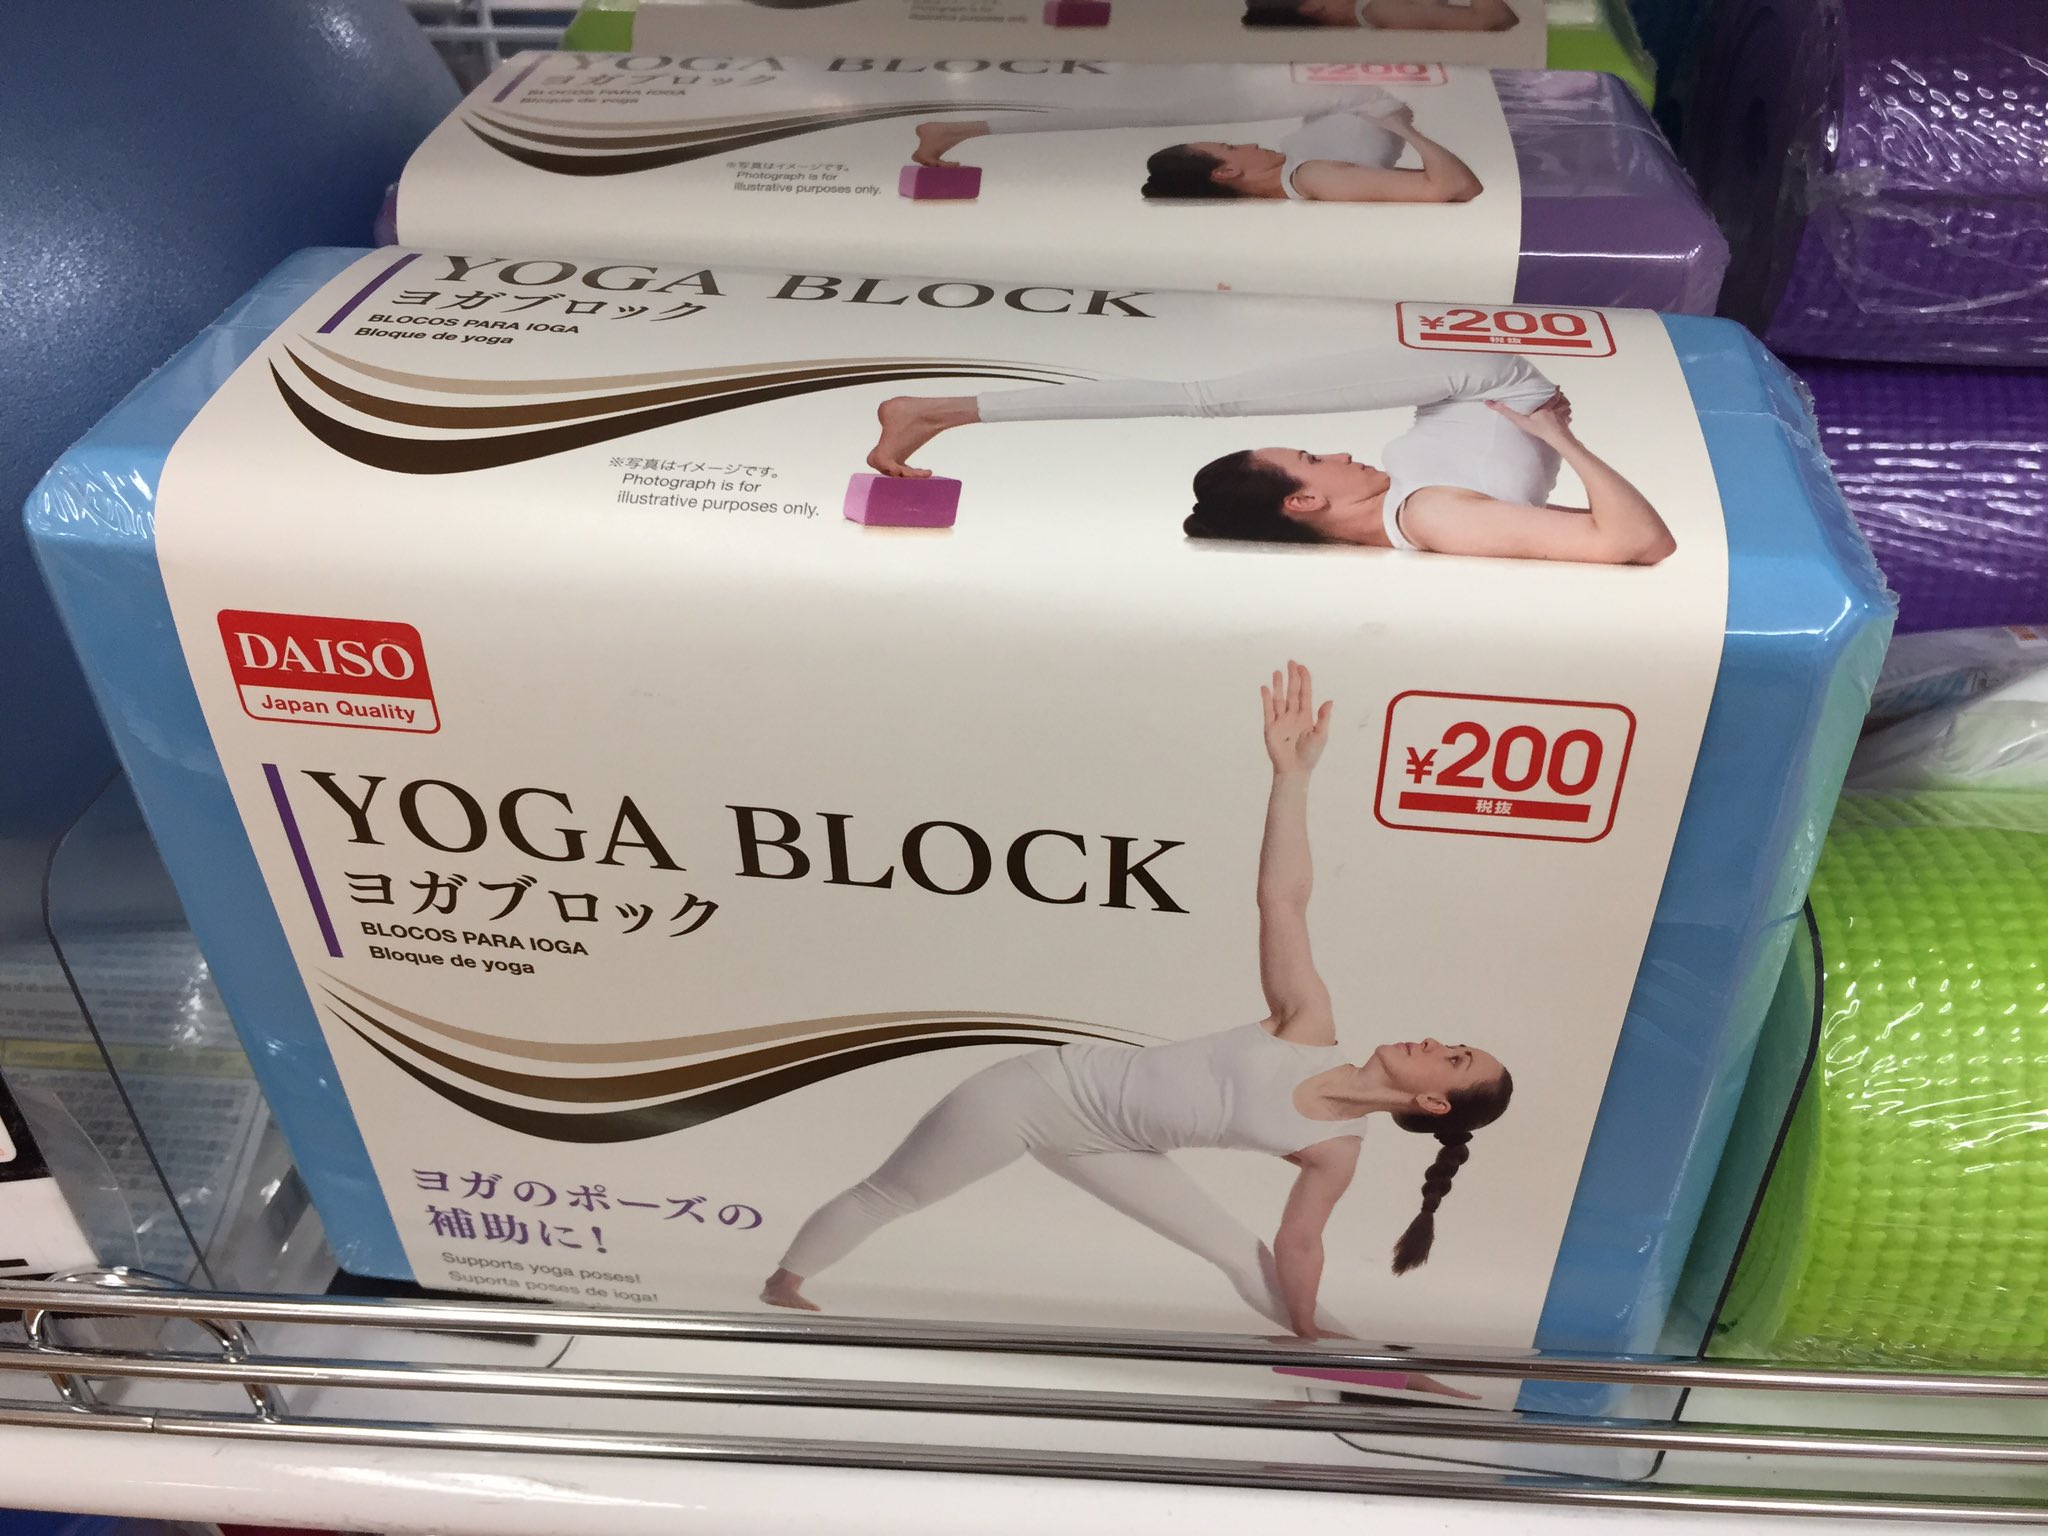 illustrative purposes only.
YOGA BLOCK
¥200
ヨガブロック
BLOCOS PARA IOGA
Bloque de yoga
※写真はイメージです。
Photograph is for
illustrative purposes only.
YOGA BLOCK
¥200
税抜
ヨガブロック
BLOCOS PARA IOGA
Bloque de yoga
※写真はイメージです。
Photograph is for
illustrative purposes only.
DAISO
Japan Quality
¥200
税抜
YOGA BLOCK
ヨガブロック
BLOCOS PARA IOGA
Bloque de yoga
ヨガのポーズの
補助に!
Supports yoga poses!
Suporta poses de ioga!